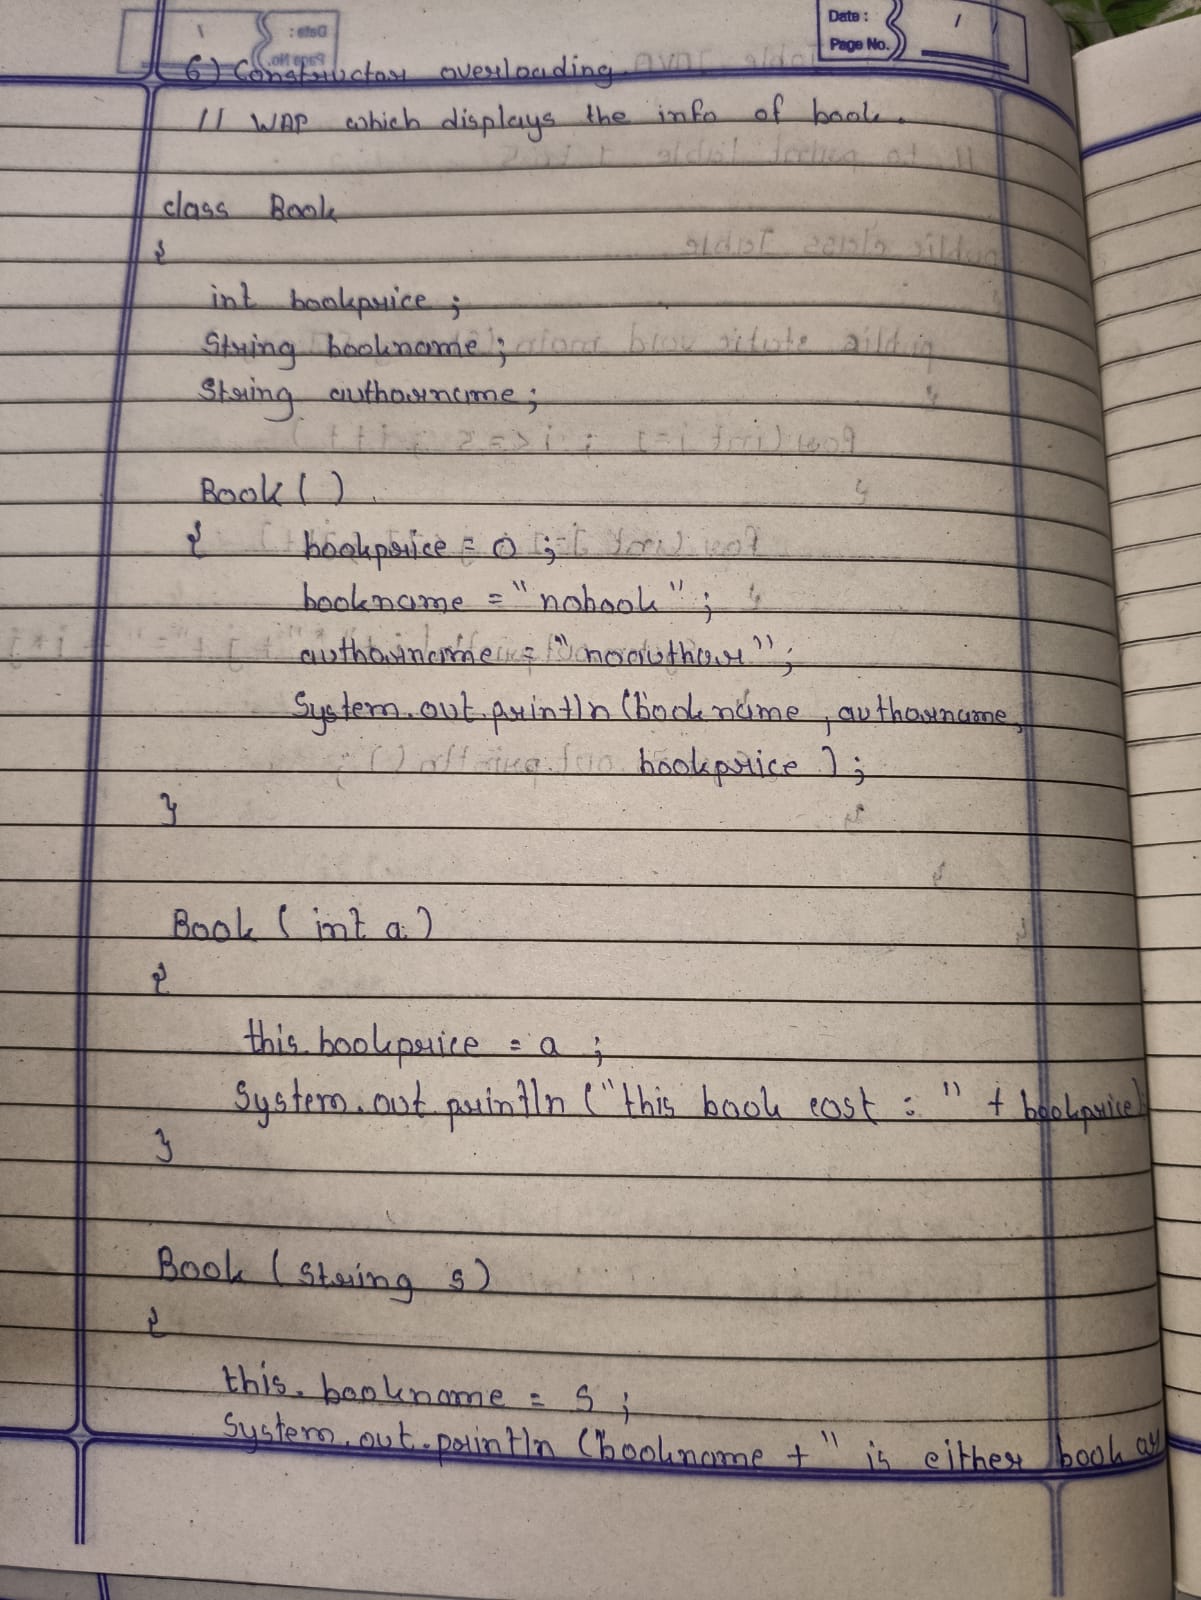 Date : / /
Page No.
6) Constructor overloading.
// WAP which displays the info of book.
class Book
{
int bookprice ;
String bookname ;
String authorname ;
Book ( )
{ bookprice = 0 ;
bookname = "nobook" ;
authorname = "noauthor" ;
System.out.println (bookname , authorname,
bookprice ) ;
}
Book ( int a )
{
this.bookprice = a ;
System.out.println ("this book cost : " + bookprice)
}
Book ( string s )
{
this.bookname = s ;
System.out.println (bookname + " is either book or